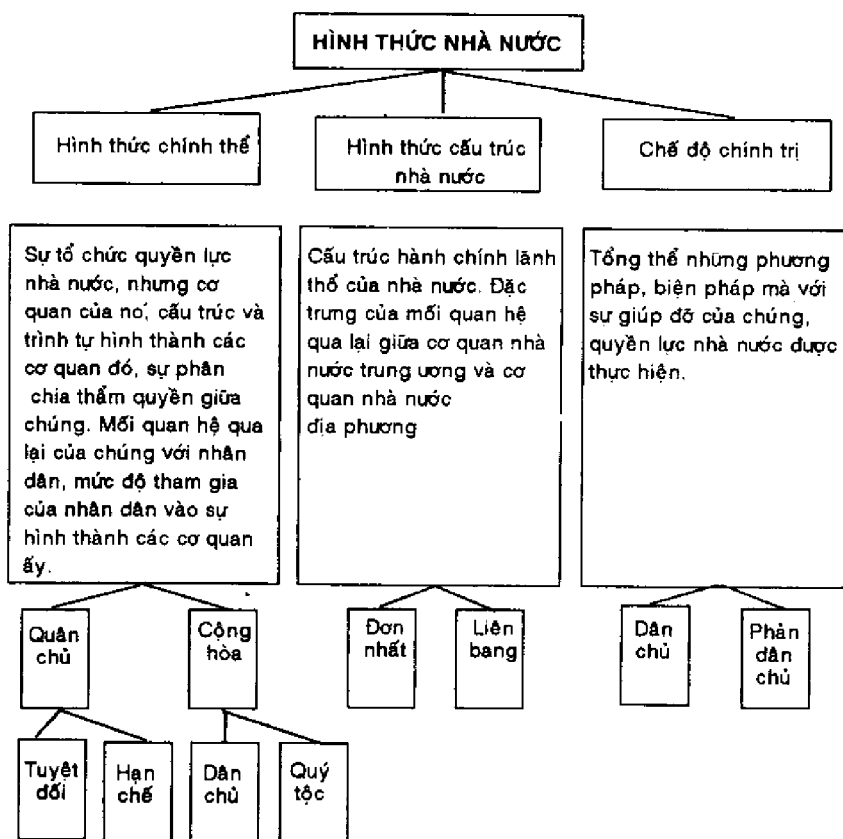 HÌNH THỨC NHÀ NƯỚC
Hình thức chính thể
Hình thức cấu trúc
nhà nước
Chế độ chính trị
Sự tổ chức quyền lực
nhà nước, nhưng cơ
quan của nó, cấu trúc và
trình tự hình thành các
cơ quan đó, sự phân
chia thẩm quyền giữa
chúng. Mối quan hệ qua
lại của chúng với nhân
dân, mức độ tham gia
của nhân dân vào sự
hình thành các cơ quan
ấy.
Cấu trúc hành chính lãnh
thổ của nhà nước. Đặc
trưng của mối quan hệ
qua lại giữa cơ quan nhà
nước trung ương và cơ
quan nhà nước
địa phương
Tổng thể những phương
pháp, biện pháp mà với
sự giúp đỡ của chúng,
quyền lực nhà nước được
thực hiện.
Quân
chủ
Cộng
hòa
Đơn
nhất
Liên
bang
Dân
chủ
Phản
dân
chủ
Tuyệt
đối
Hạn
chế
Dân
chủ
Quý
tộc